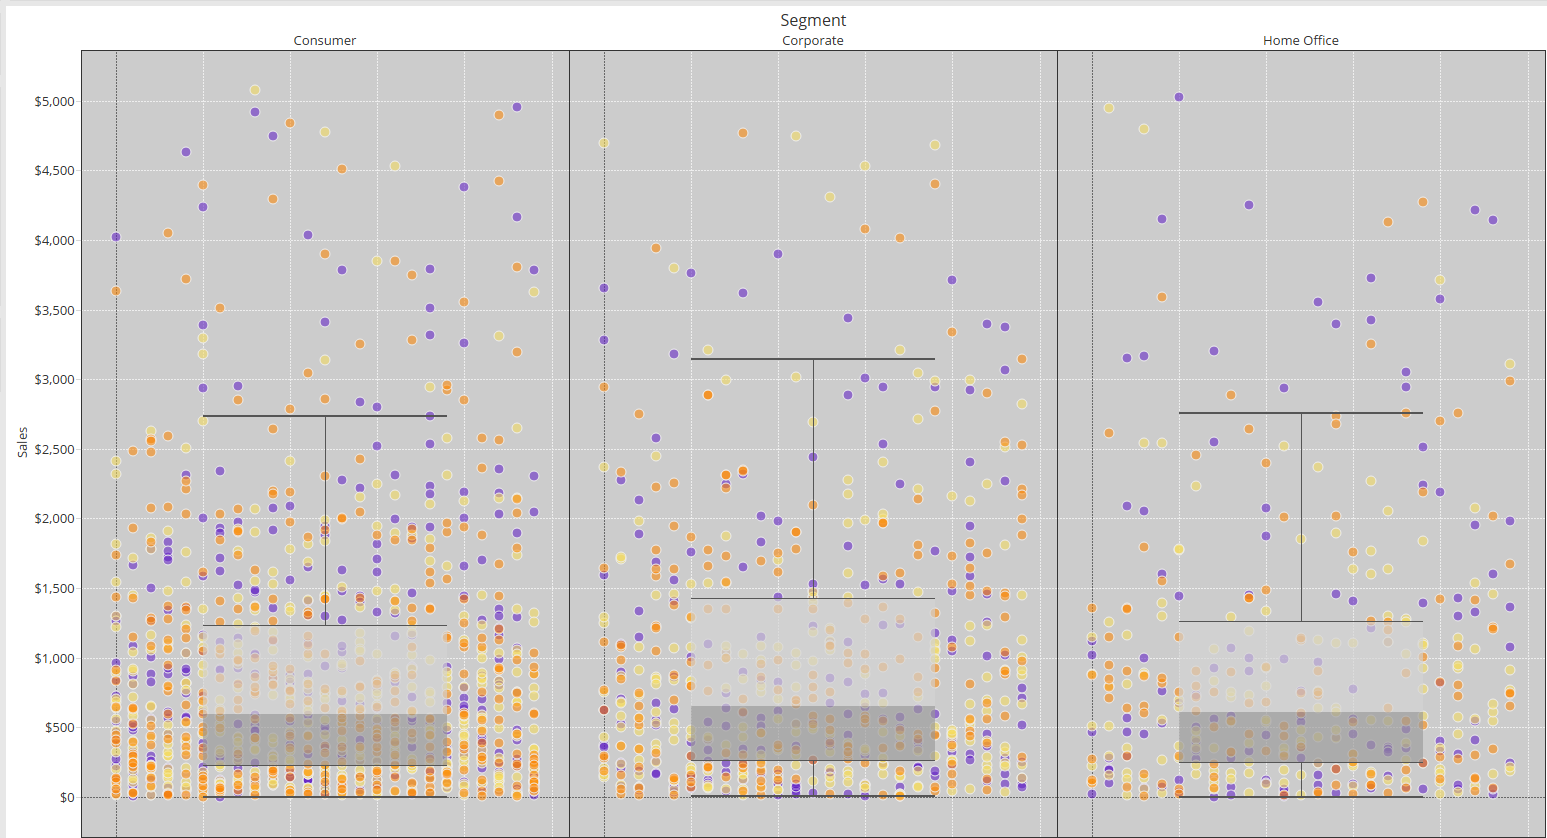 Segment
Consumer
Corporate
Home Office
Sales
$5,000
$4,500
$4,000
$3,500
$3,000
$2,500
$2,000
$1,500
$1,000
$500
$0